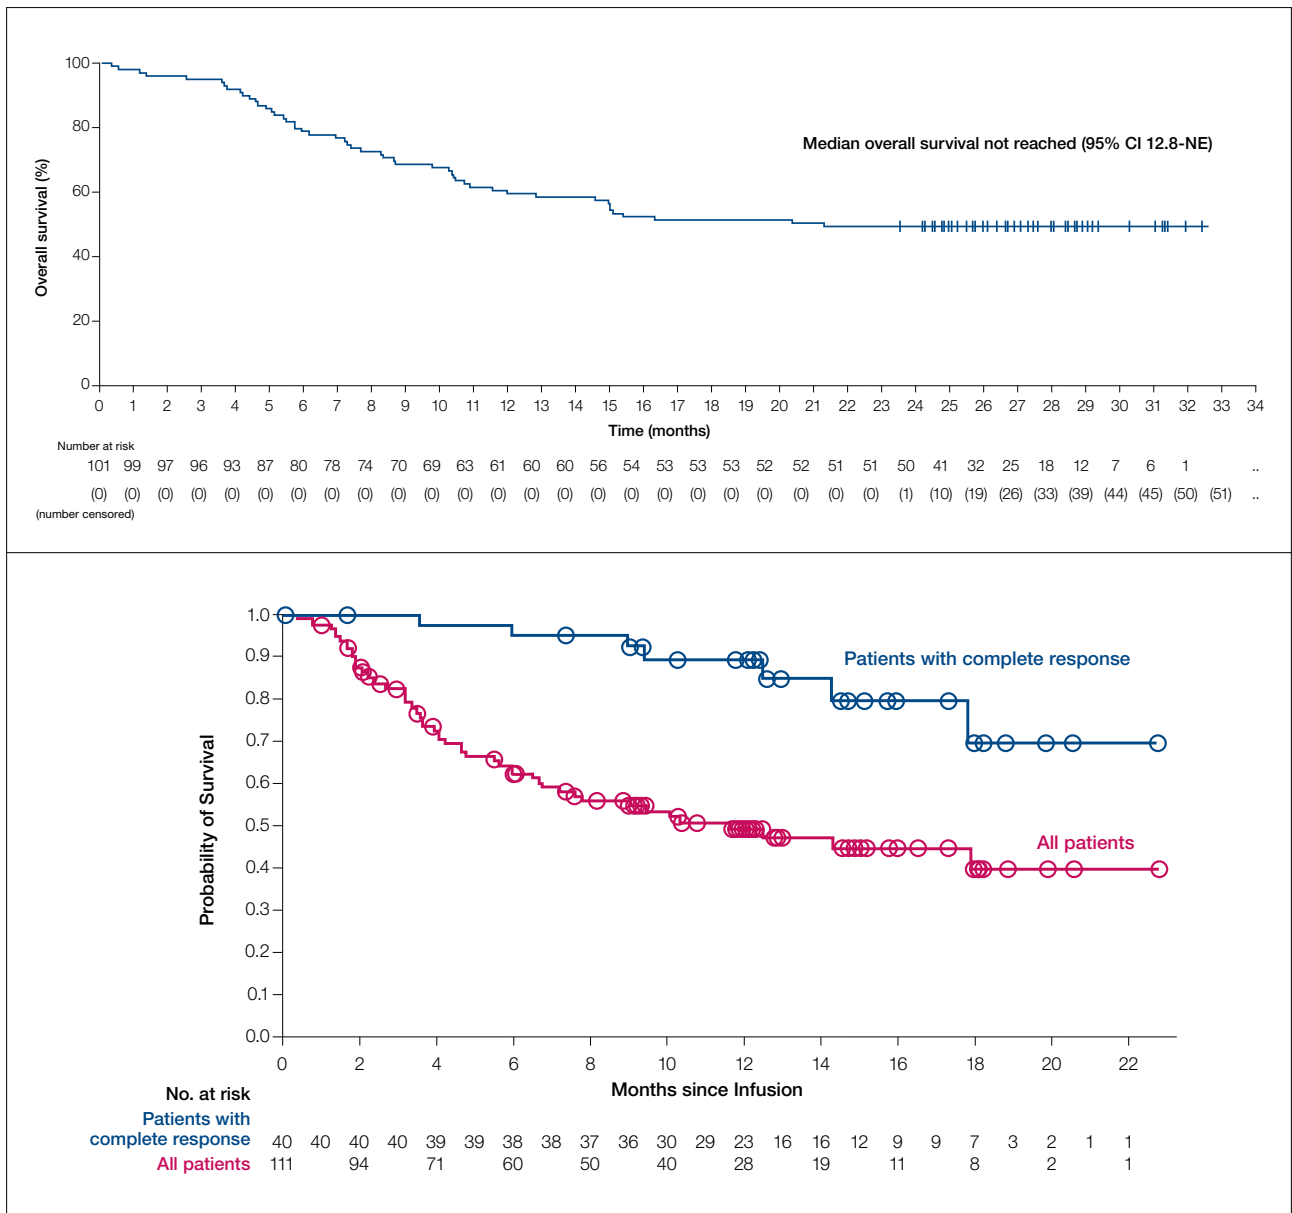 100
80
60
40
20
0
Overall survival (%)
Median overall survival not reached (95% CI 12.8-NE)
0 1 2 3 4 5 6 7 8 9 10 11 12 13 14 15 16 17 18 19 20 21 22 23 24 25 26 27 28 29 30 31 32 33 34
Time (months)
Number at risk
101 99 97 96 93 87 80 78 74 70 69 63 61 60 60 56 54 53 53 53 52 52 51 51 50 41 32 25 18 12 7 6 1 ..
(0) (0) (0) (0) (0) (0) (0) (0) (0) (0) (0) (0) (0) (0) (0) (0) (0) (0) (0) (0) (0) (0) (0) (0) (1) (10) (19) (26) (33) (39) (44) (45) (50) (51) ..
(number censored)
1.0
0.9
0.8
0.7
0.6
0.5
0.4
0.3
0.2
0.1
0.0
Probability of Survival
Patients with complete response
All patients
0 2 4 6 8 10 12 14 16 18 20 22
Months since Infusion
No. at risk
Patients with
complete response 40 40 40 40 39 39 38 38 37 36 30 29 23 16 16 12 9 9 7 3 2 1 1
All patients 111 94 71 60 50 40 28 19 11 8 2 1